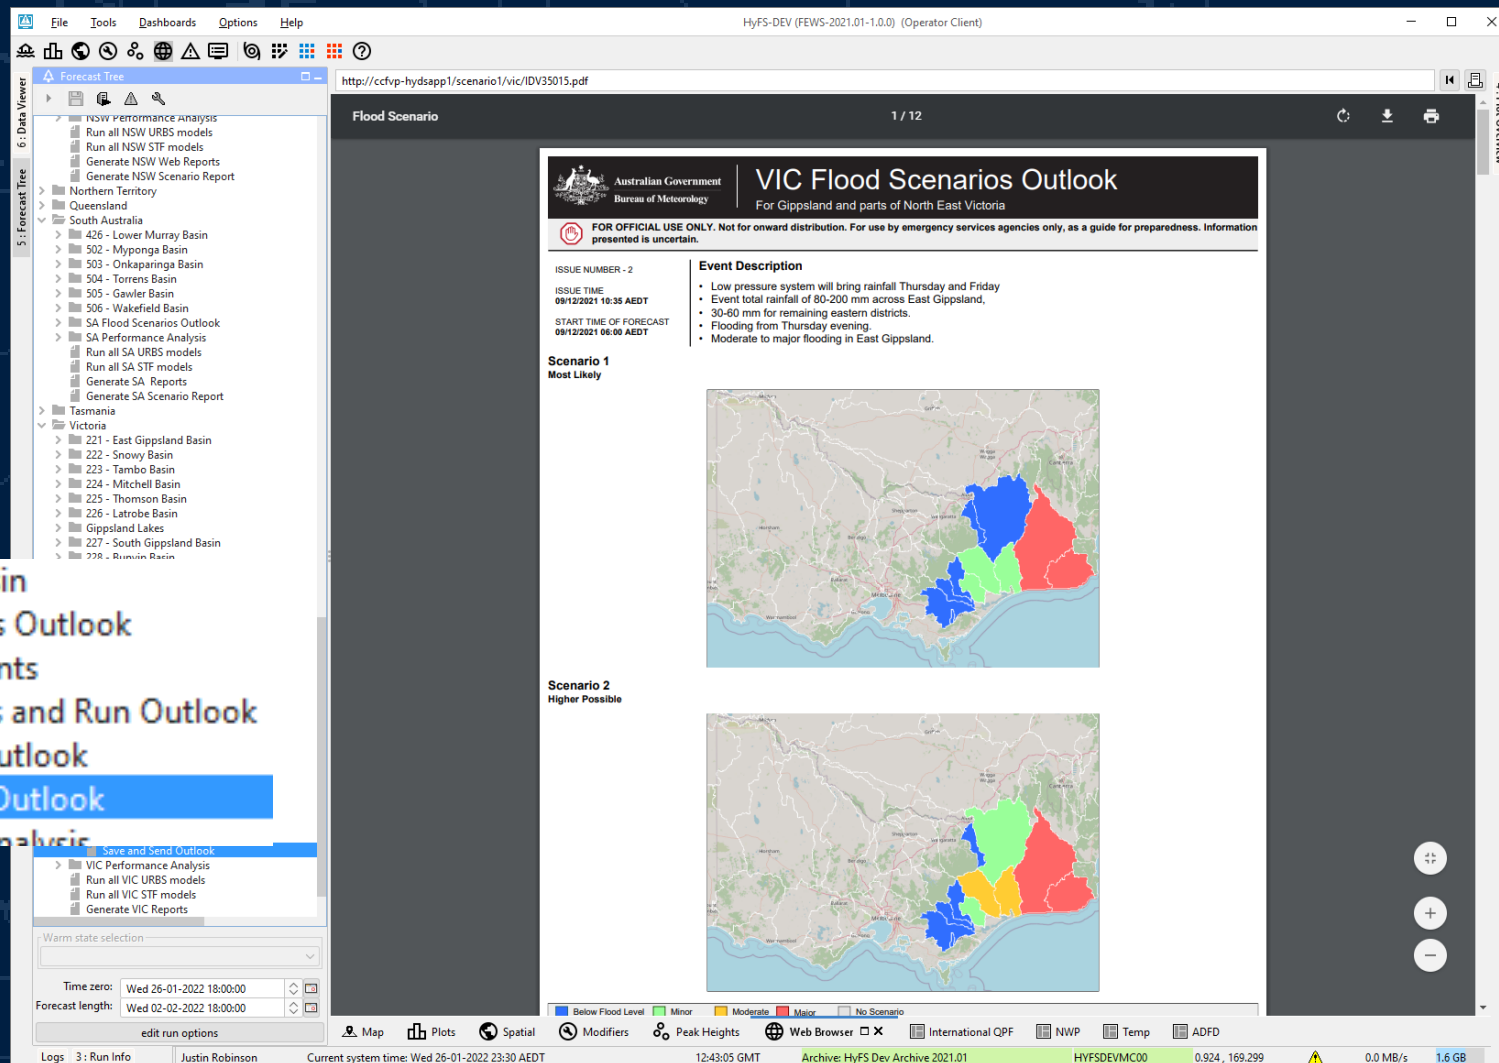 File Tools Dashboards Options Help
HyFS-DEV (FEWS-2021.01-1.0.0) (Operator Client)
6 : Data Viewer
5 : Forecast Tree
Forecast Tree
NSW Performance Analysis
Run all NSW URBS models
Run all NSW STF models
Generate NSW Web Reports
Generate NSW Scenario Report
Northern Territory
Queensland
South Australia
426 - Lower Murray Basin
502 - Myponga Basin
503 - Onkaparinga Basin
504 - Torrens Basin
505 - Gawler Basin
506 - Wakefield Basin
SA Flood Scenarios Outlook
SA Performance Analysis
Run all SA URBS models
Run all SA STF models
Generate SA Reports
Generate SA Scenario Report
Tasmania
Victoria
221 - East Gippsland Basin
222 - Snowy Basin
223 - Tambo Basin
224 - Mitchell Basin
225 - Thomson Basin
226 - Latrobe Basin
Gippsland Lakes
227 - South Gippsland Basin
228 - Bunyip Basin
in
s Outlook
nts
s and Run Outlook
utlook
Outlook
nalysis
Save and Send Outlook
VIC Performance Analysis
Run all VIC URBS models
Run all VIC STF models
Generate VIC Reports
Warm state selection
Time zero: Wed 26-01-2022 18:00:00
Forecast length: Wed 02-02-2022 18:00:00
edit run options
http://ccfvp-hydsapp1/scenario1/vic/IDV35015.pdf
Flood Scenario
1 / 12
Australian Government
Bureau of Meteorology
VIC Flood Scenarios Outlook
For Gippsland and parts of North East Victoria
FOR OFFICIAL USE ONLY. Not for onward distribution. For use by emergency services agencies only, as a guide for preparedness. Information
presented is uncertain.
ISSUE NUMBER - 2
ISSUE TIME
09/12/2021 10:35 AEDT
START TIME OF FORECAST
09/12/2021 06:00 AEDT
Event Description
• Low pressure system will bring rainfall Thursday and Friday
• Event total rainfall of 80-200 mm across East Gippsland,
• 30-60 mm for remaining eastern districts.
• Flooding from Thursday evening.
• Moderate to major flooding in East Gippsland.
Scenario 1
Most Likely
Scenario 2
Higher Possible
Below Flood Level Minor Moderate Major No Scenario
Map Plots Spatial Modifiers Peak Heights Web Browser International QPF NWP Temp ADFD
Logs 3 : Run Info Justin Robinson Current system time: Wed 26-01-2022 23:30 AEDT 12:43:05 GMT Archive: HyFS Dev Archive 2021.01 HYFSDEVMC00 0.924 , 169.299 0.0 MB/s 1.6 GB